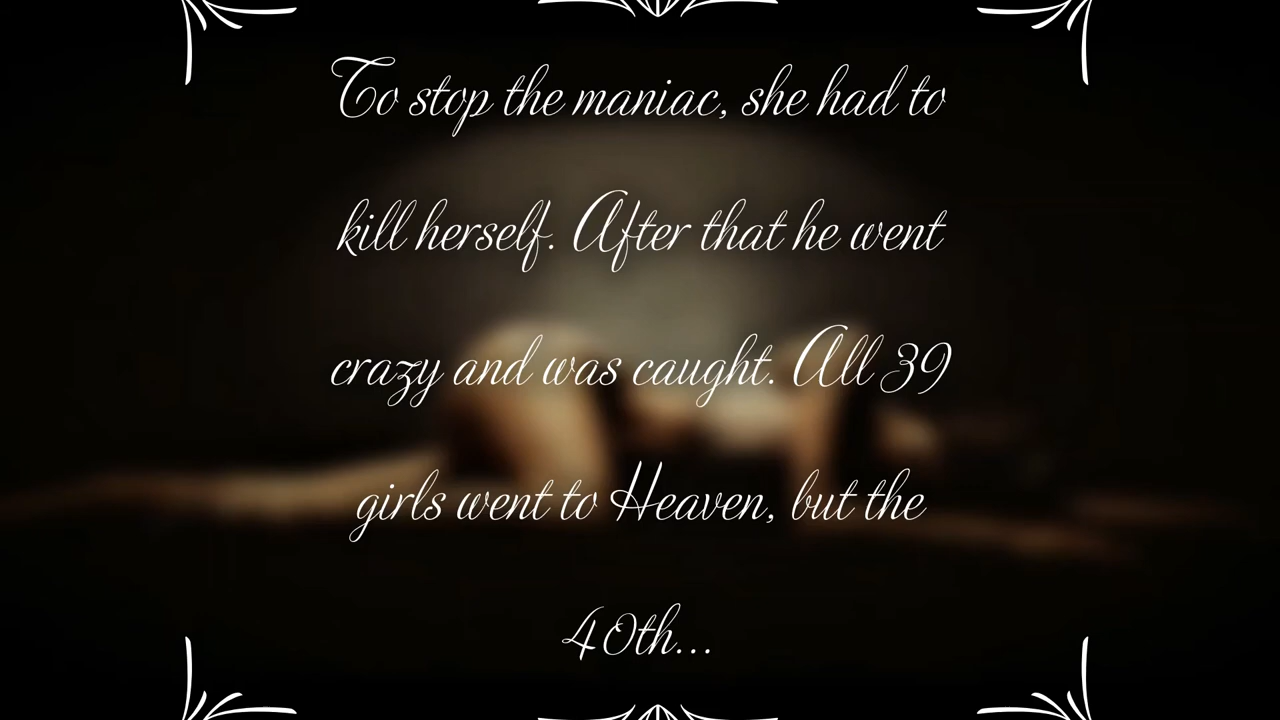 To stop the maniac, she had to
kill herself. After that he went
crazy and was caught. All 39
girls went to Heaven, but the
40th...